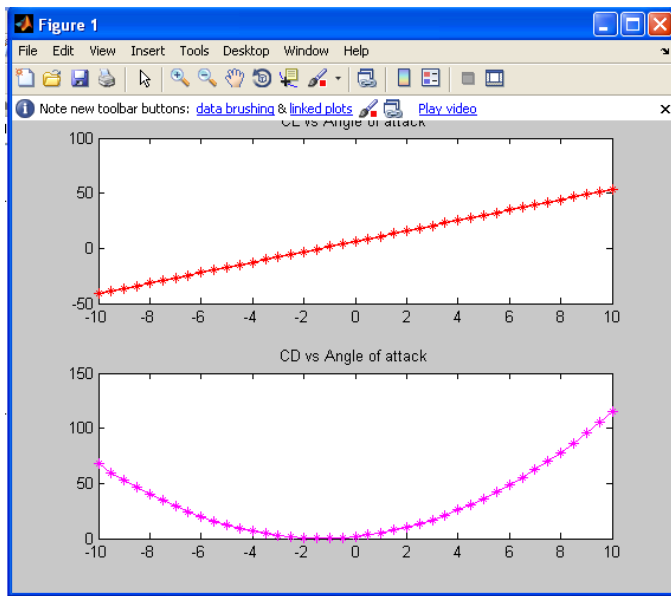 Figure 1
File Edit View Insert Tools Desktop Window Help
Note new toolbar buttons: data brushing & linked plots Play video
CL vs Angle of attack
100
50
0
-50
-10 -8 -6 -4 -2 0 2 4 6 8 10
CD vs Angle of attack
150
100
50
0
-10 -8 -6 -4 -2 0 2 4 6 8 10